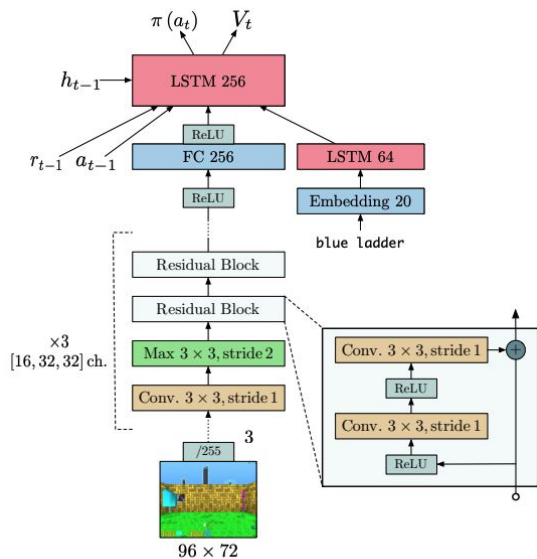 π (a_t) V_t
LSTM 256
h_{t−1}
ReLU
r_{t−1} a_{t−1}
FC 256
LSTM 64
ReLU
Embedding 20
blue ladder
Residual Block
Residual Block
×3
[16, 32, 32] ch.
Max 3 × 3, stride 2
Conv. 3 × 3, stride 1
/255
3
96 × 72
Conv. 3 × 3, stride 1
+
ReLU
Conv. 3 × 3, stride 1
ReLU